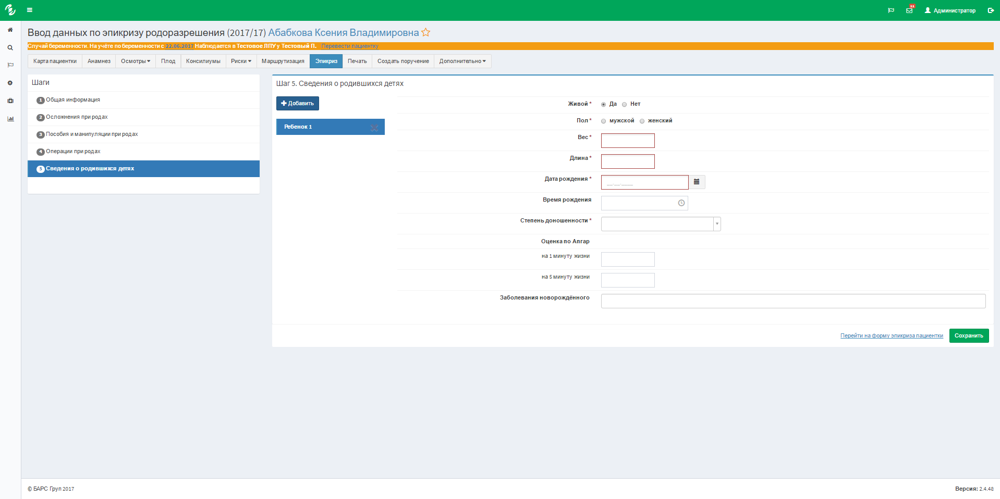 11
Администратор
Ввод данных по эпикризу родоразрешения (2017/17) Абабкова Ксения Владимировна
Случай беременности. На учёте по беременности с 22.06.2017 Наблюдается в Тестовое ЛПУ у Тестовый П. Перевести пациентку
Карта пациентки Анамнез Осмотры Плод Консилиумы Риски Маршрутизация Эпикриз Печать Создать поручение Дополнительно
Шаги
1 Общая информация
2 Осложнения при родах
3 Пособия и манипуляции при родах
4 Операции при родах
5 Сведения о родившихся детях
Шаг 5. Сведения о родившихся детях
Добавить
Ребенок 1
Живой * Да Нет
Пол * мужской женский
Вес *
Длина *
Дата рождения * __.__.____
Время рождения
Степень доношенности *
Оценка по Апгар
на 1 минуту жизни
на 5 минуту жизни
Заболевания новорождённого
Перейти на форму эпикриза пациентки Сохранить
© БАРС Груп 2017
Версия: 2.4.48